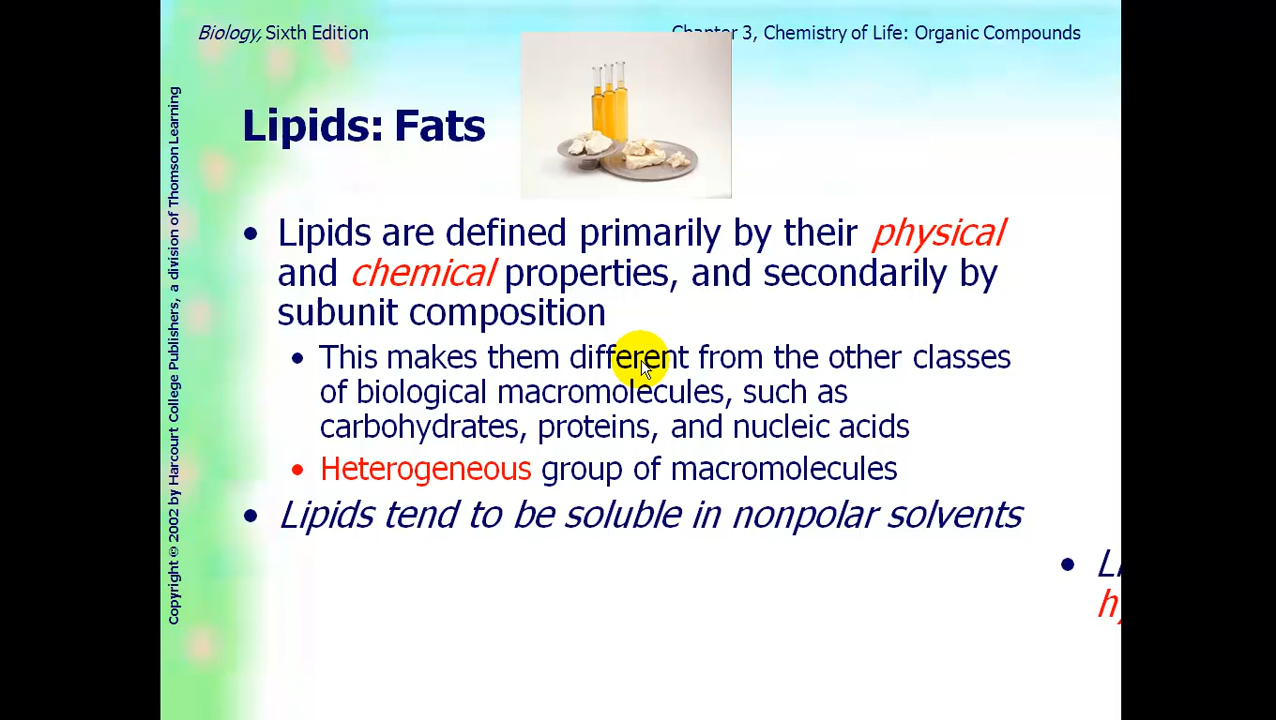 Biology, Sixth Edition
Chapter 3, Chemistry of Life: Organic Compounds
Copyright © 2002 by Harcourt College Publishers, a division of Thomson Learning
Lipids: Fats
• Lipids are defined primarily by their physical
and chemical properties, and secondarily by
subunit composition
• This makes them different from the other classes
of biological macromolecules, such as
carbohydrates, proteins, and nucleic acids
• Heterogeneous group of macromolecules
• Lipids tend to be soluble in nonpolar solvents